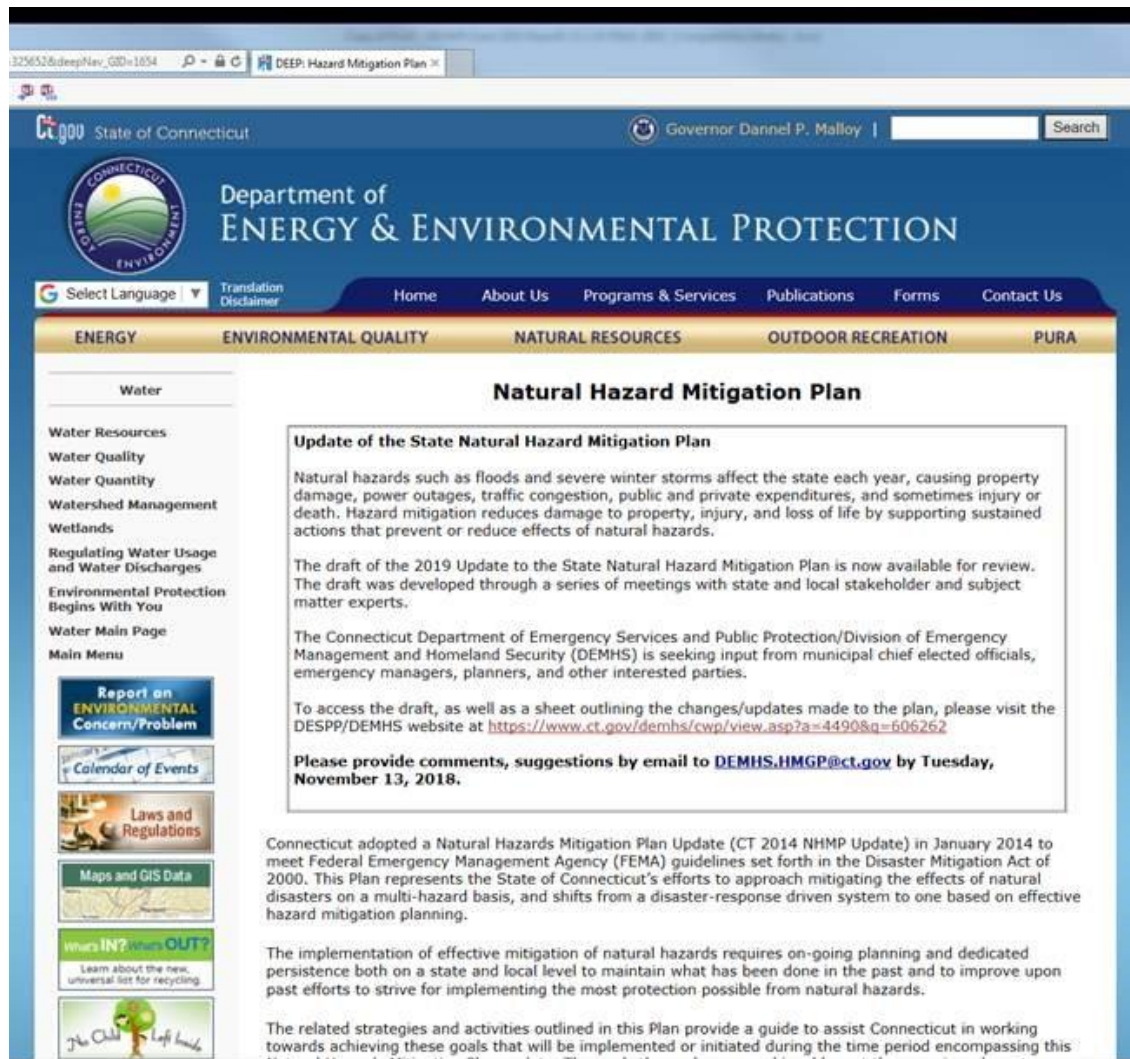 325652&deepNav_GID=1654
DEEP: Hazard Mitigation Plan
Ct.gov State of Connecticut
Governor Dannel P. Malloy |
Search
CONNECTICUT
ENERGY
ENVIRONMENT
Department of
ENERGY & ENVIRONMENTAL PROTECTION
Select Language ▼
Translation
Disclaimer
Home About Us Programs & Services Publications Forms Contact Us
ENERGY ENVIRONMENTAL QUALITY NATURAL RESOURCES OUTDOOR RECREATION PURA
Water
Water Resources
Water Quality
Water Quantity
Watershed Management
Wetlands
Regulating Water Usage
and Water Discharges
Environmental Protection
Begins With You
Water Main Page
Main Menu
Report an
ENVIRONMENTAL
Concern/Problem
Calendar of Events
Laws and
Regulations
Maps and GIS Data
What's IN? What's OUT?
Learn about the new,
universal list for recycling.
No Child Left Inside
Natural Hazard Mitigation Plan
Update of the State Natural Hazard Mitigation Plan
Natural hazards such as floods and severe winter storms affect the state each year, causing property
damage, power outages, traffic congestion, public and private expenditures, and sometimes injury or
death. Hazard mitigation reduces damage to property, injury, and loss of life by supporting sustained
actions that prevent or reduce effects of natural hazards.
The draft of the 2019 Update to the State Natural Hazard Mitigation Plan is now available for review.
The draft was developed through a series of meetings with state and local stakeholder and subject
matter experts.
The Connecticut Department of Emergency Services and Public Protection/Division of Emergency
Management and Homeland Security (DEMHS) is seeking input from municipal chief elected officials,
emergency managers, planners, and other interested parties.
To access the draft, as well as a sheet outlining the changes/updates made to the plan, please visit the
DESPP/DEMHS website at https://www.ct.gov/demhs/cwp/view.asp?a=4490&q=606262
Please provide comments, suggestions by email to DEMHS.HMGP@ct.gov by Tuesday,
November 13, 2018.
Connecticut adopted a Natural Hazards Mitigation Plan Update (CT 2014 NHMP Update) in January 2014 to
meet Federal Emergency Management Agency (FEMA) guidelines set forth in the Disaster Mitigation Act of
2000. This Plan represents the State of Connecticut's efforts to approach mitigating the effects of natural
disasters on a multi-hazard basis, and shifts from a disaster-response driven system to one based on effective
hazard mitigation planning.
The implementation of effective mitigation of natural hazards requires on-going planning and dedicated
persistence both on a state and local level to maintain what has been done in the past and to improve upon
past efforts to strive for implementing the most protection possible from natural hazards.
The related strategies and activities outlined in this Plan provide a guide to assist Connecticut in working
towards achieving these goals that will be implemented or initiated during the time period encompassing this